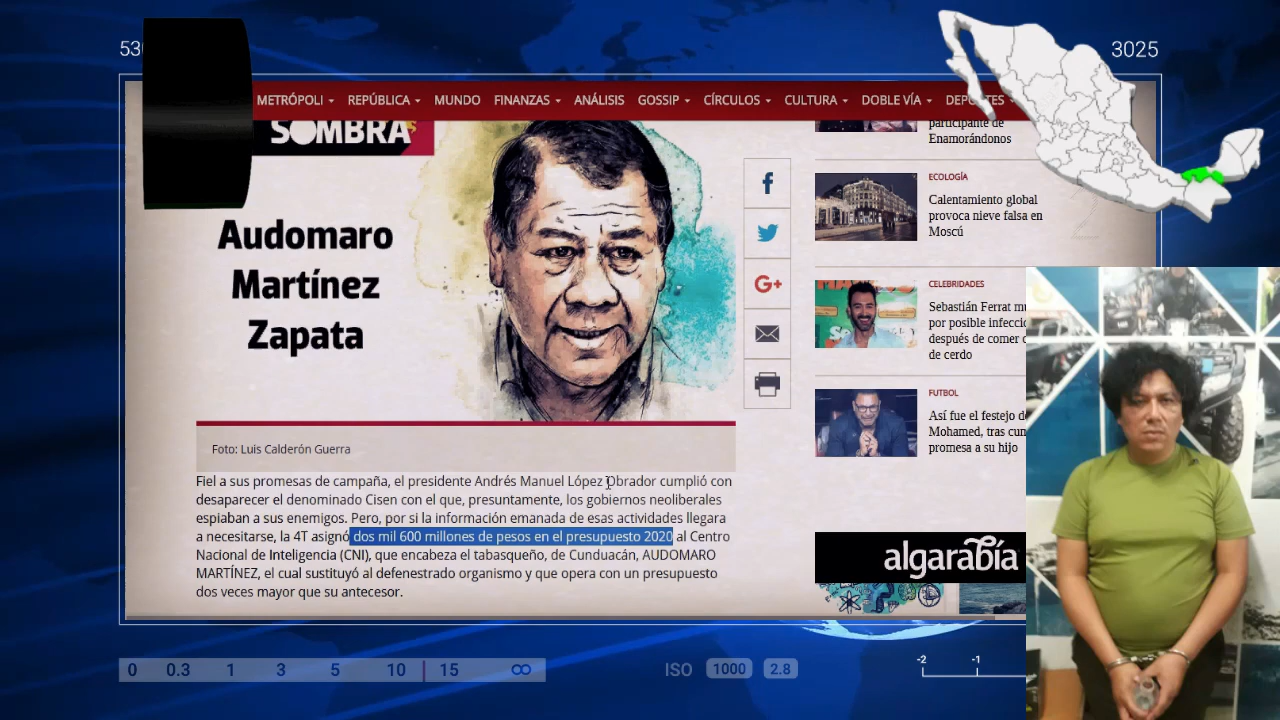 3025
METRÓPOLI REPÚBLICA MUNDO FINANZAS ANÁLISIS GOSSIP CÍRCULOS CULTURA DOBLE VÍA
SOMBRAS
Audomaro
Martínez
Zapata
Foto: Luis Calderón Guerra
Fiel a sus promesas de campaña, el presidente Andrés Manuel López Obrador cumplió con
desaparecer el denominado Cisen con el que, presuntamente, los gobiernos neoliberales
espiaban a sus enemigos. Pero, por si la información emanada de esas actividades llegara
a necesitarse, la 4T asignó dos mil 600 millones de pesos en el presupuesto 2020 al Centro
Nacional de Inteligencia (CNI), que encabeza el tabasqueño, de Cunduacán, AUDOMARO
MARTÍNEZ, el cual sustituyó al defenestrado organismo y que opera con un presupuesto
dos veces mayor que su antecesor.
G+
participante de
Enamorándonos
ECOLOGÍA
Calentamiento global
provoca nieve falsa en
Moscú
CELEBRIDADES
Sebastián Ferrat
por posible
después de comer
de cerdo
FUTBOL
Así fue el festejo
Mohamed, tras
promesa a su hijo
algarabía
0 0.3 1 3 5 10 15 ∞
ISO 1000 2.8
-2 -1